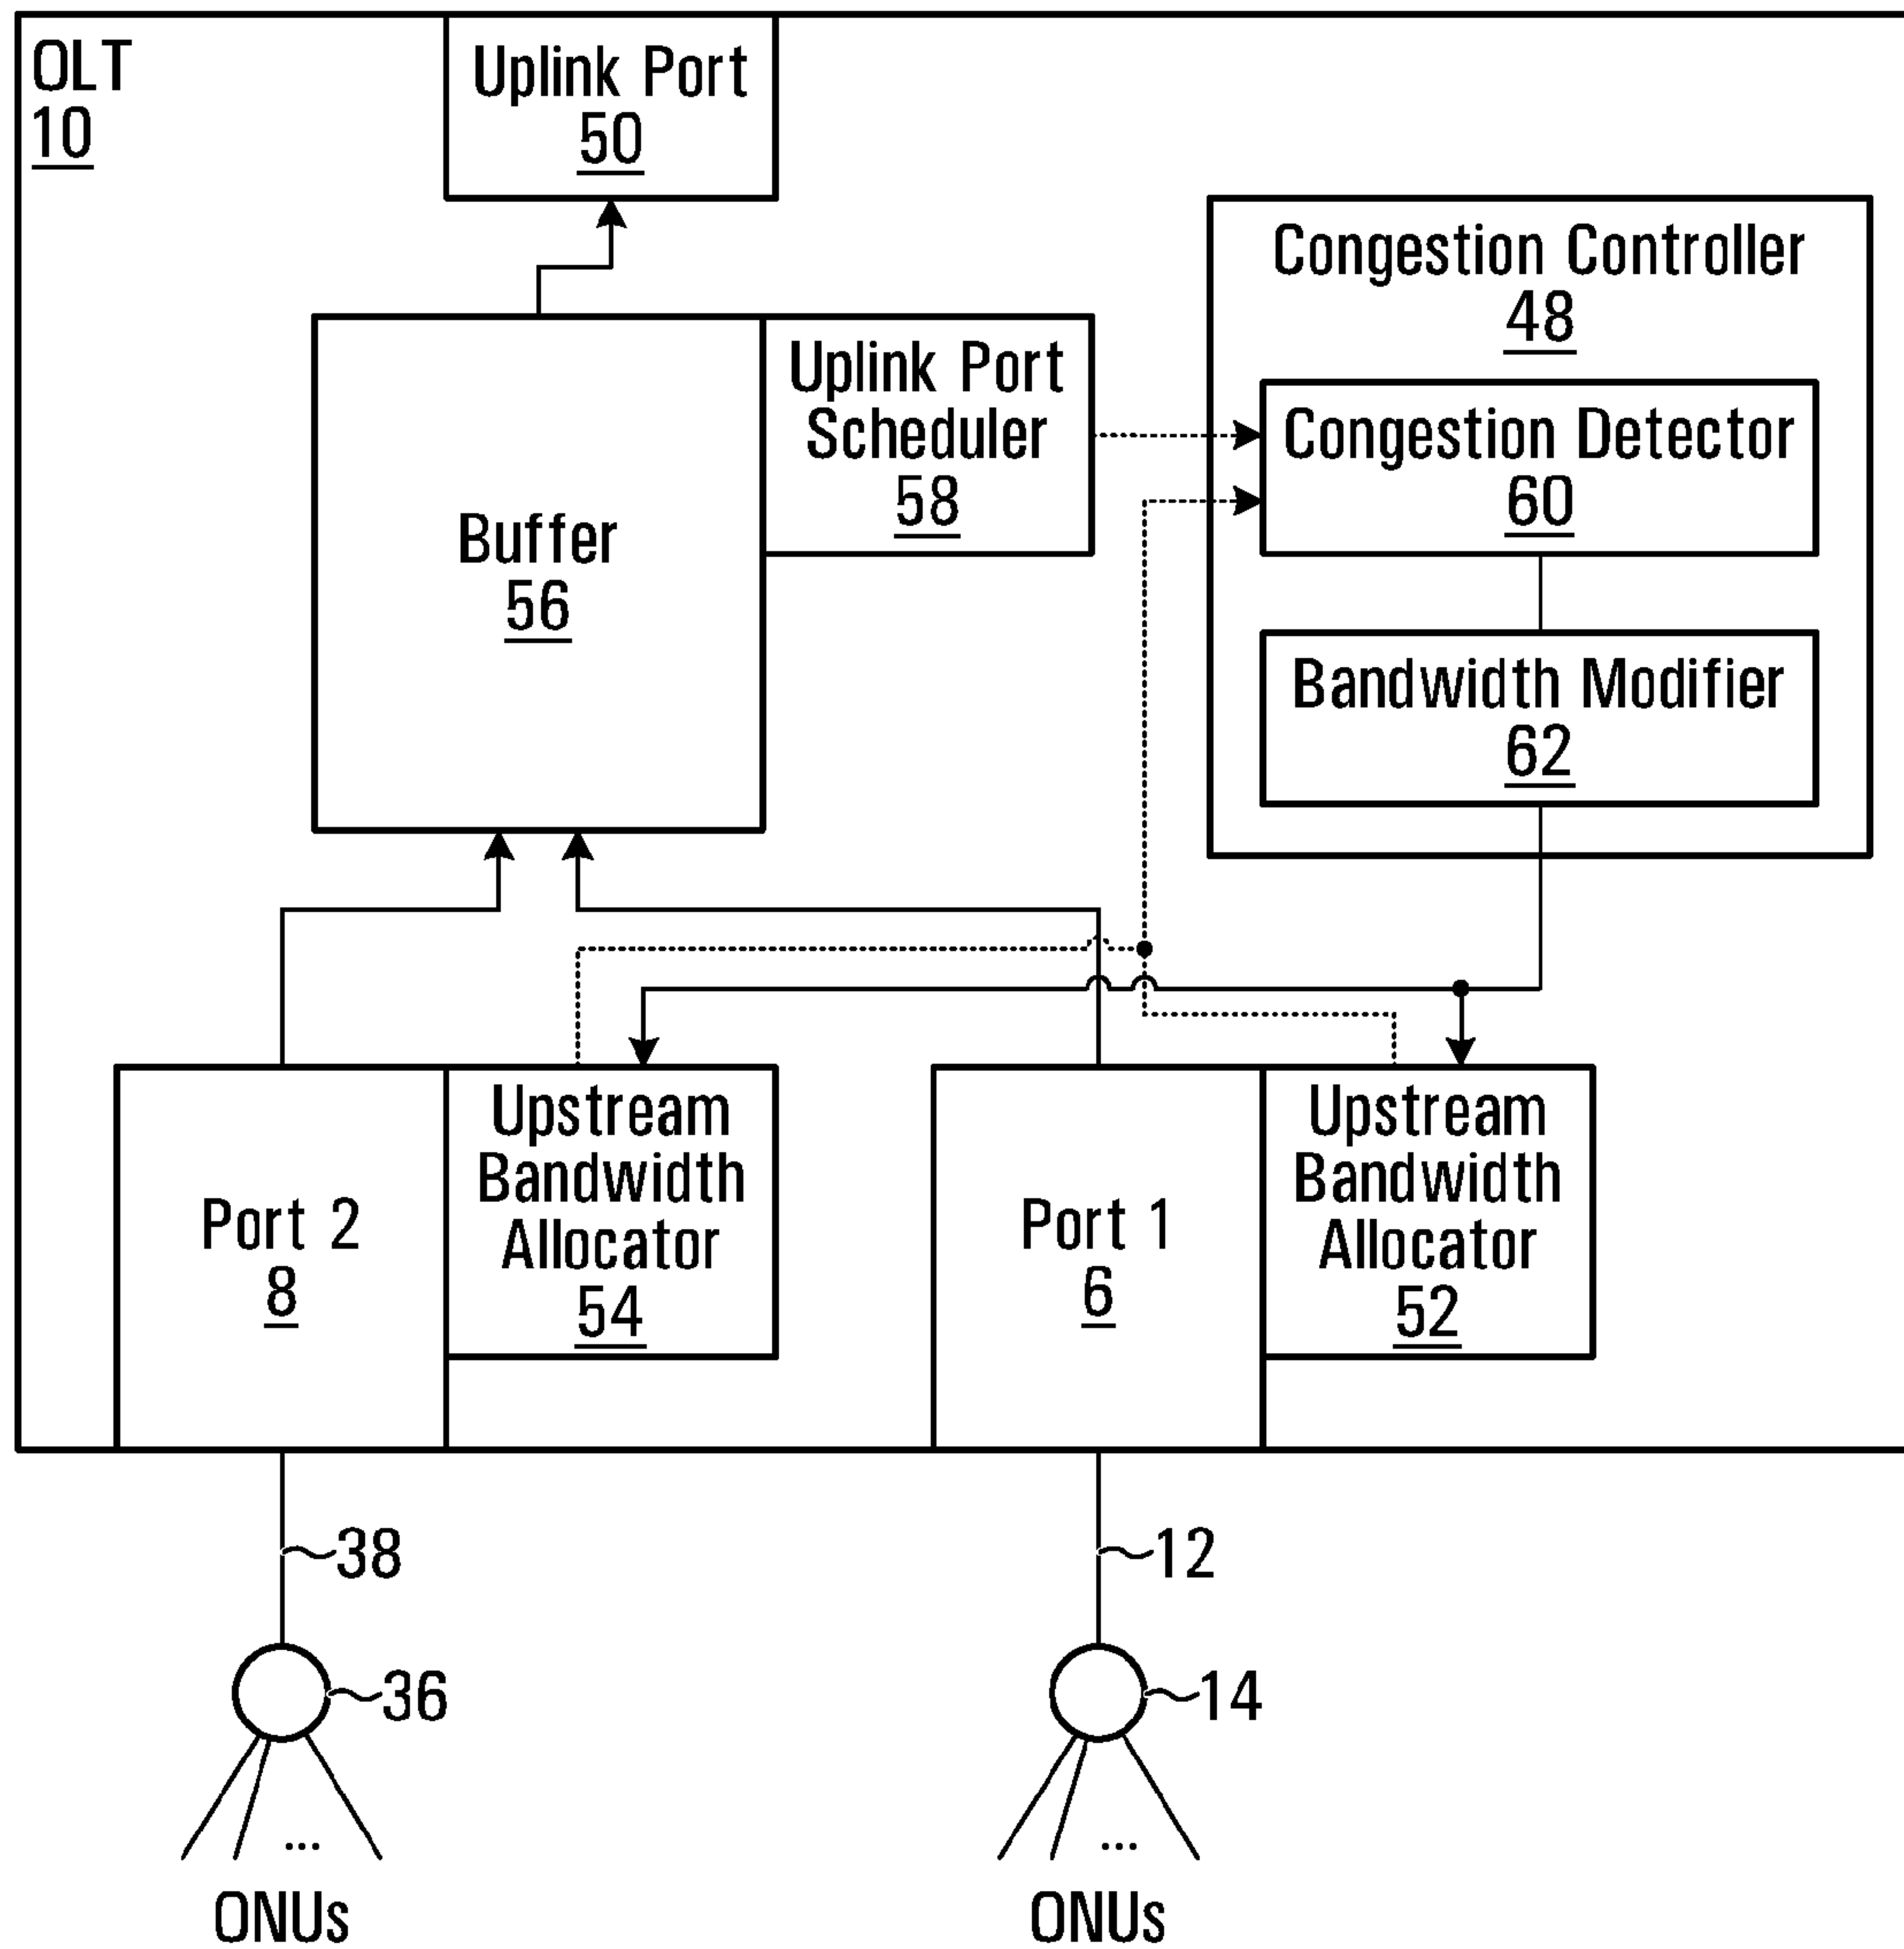 OLT
10
Uplink Port
50
Congestion Controller
48
Uplink Port
Scheduler
58
Congestion Detector
60
Buffer
56
Bandwidth Modifier
62
Port 2
8
Upstream
Bandwidth
Allocator
54
Port 1
6
Upstream
Bandwidth
Allocator
52
38
12
36
14
...
...
ONUs
ONUs